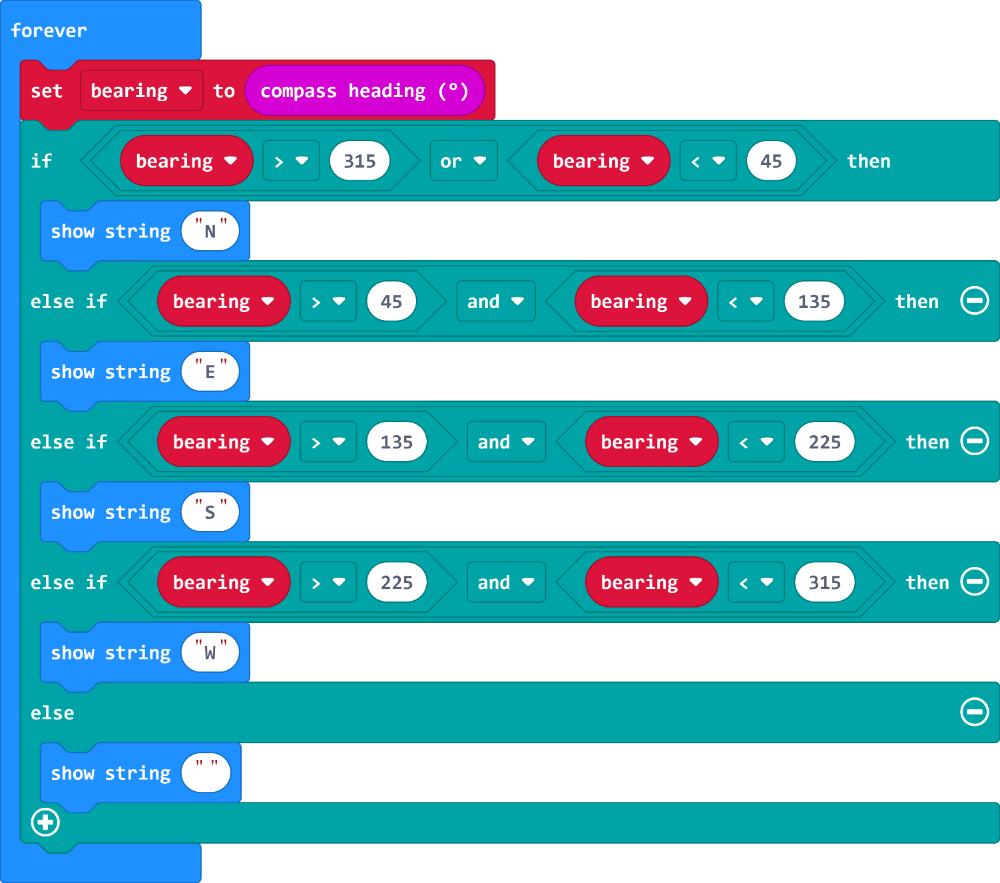 forever
set bearing to compass heading (°)
if bearing > 315 or bearing < 45 then
show string "N"
else if bearing > 45 and bearing < 135 then
show string "E"
else if bearing > 135 and bearing < 225 then
show string "S"
else if bearing > 225 and bearing < 315 then
show string "W"
else
show string " "